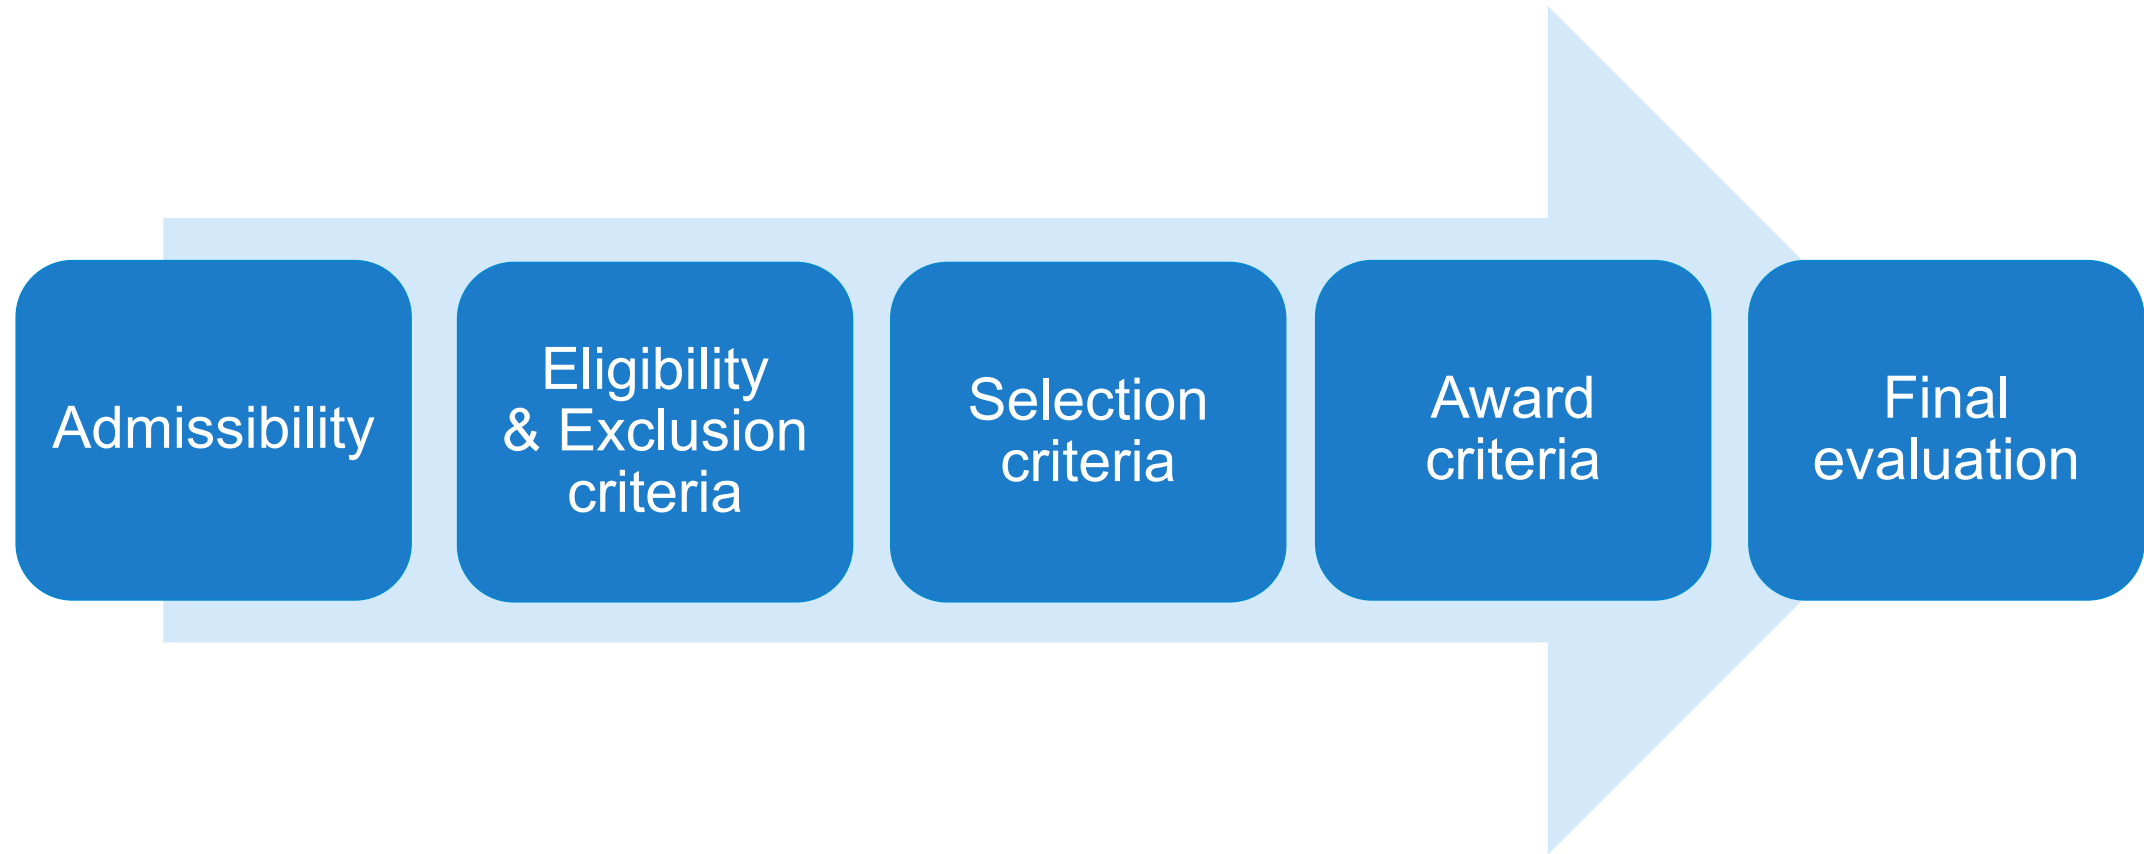 Admissibility
Eligibility
& Exclusion
criteria
Selection
criteria
Award
criteria
Final
evaluation